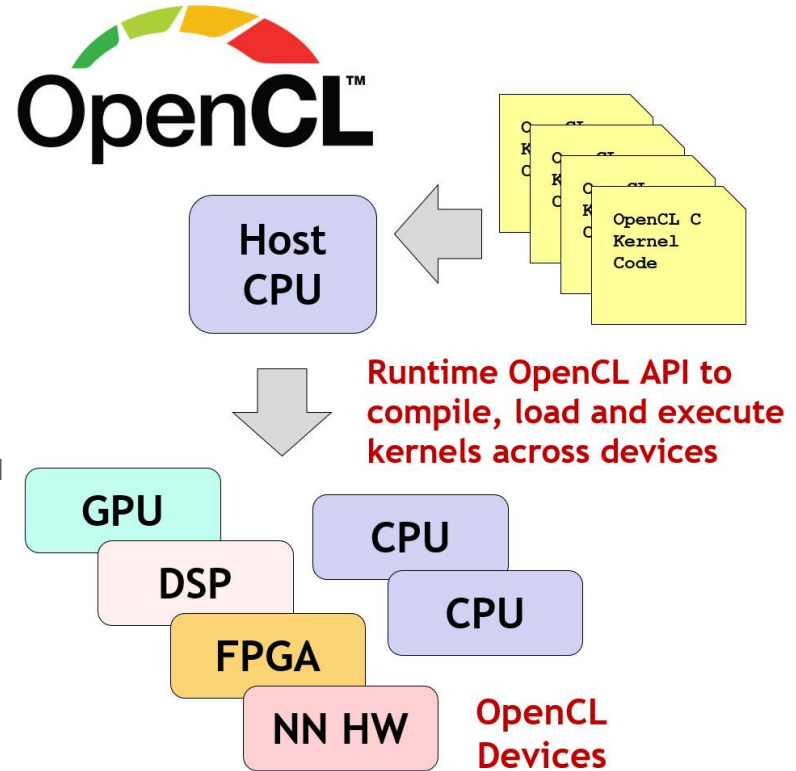 OpenCL™
O
K
C
O
K
C
O
K
C
OpenCL C
Kernel
Code
Host
CPU
Runtime OpenCL API to
compile, load and execute
kernels across devices
GPU
DSP
FPGA
NN HW
CPU
CPU
OpenCL
Devices